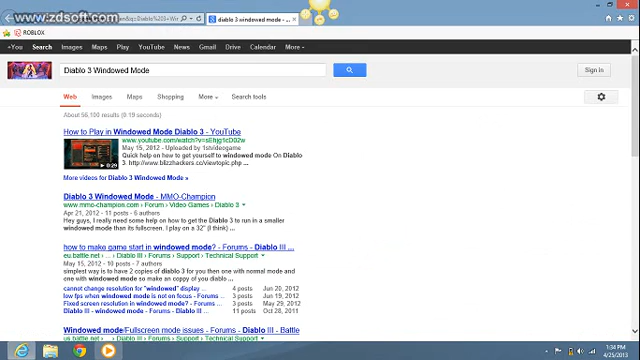 www.zdsoft.com
diablo 3 windowed mode - ...
ROBLOX
+You Search Images Maps Play YouTube News Gmail Drive Calendar More
Diablo 3 Windowed Mode
Sign in
Web Images Maps Shopping More Search tools
About 56,100 results (0.19 seconds)
How to Play in Windowed Mode Diablo 3 - YouTube
May 15, 2012 - Uploaded by
Quick help on how to get yourself to windowed mode On Diablo
3. http://www.blizzhackers.cc/viewtopic.php ...
0:29
More videos for Diablo 3 Windowed Mode »
Diablo 3 Windowed Mode - MMO-Champion
www.mmo-champion.com › Forum › Video Games › Diablo 3
Apr 21, 2012 - 11 posts - 6 authors
Hey guys, I really need some help on how to get the Diablo 3 to run in a smaller
windowed mode than its fullscreen. I play on a 32" (I think) ...
how to make game start in windowed mode? - Forums - Diablo III ...
eu.battle.net › ... › Diablo III › Forums › Support › Technical Support
May 15, 2012 - 10 posts - 7 authors
simplest way is to have 2 copies of diablo 3 for you then one with normal mode and
one with windowed mode so make an copy of you diablo ...
cannot change resolution for "windowed" display ... 4 posts Jun 20, 2012
low fps when windowed mode is not on focus - Forums ... 3 posts Jun 19, 2012
Fixed screen resolution in windowed mode? - Forums ... 2 posts Jun 3, 2012
Diablo III - windowed mode - Forums - Diablo III ... 11 posts Oct 28, 2011
Windowed mode/Fullscreen mode issues - Forums - Diablo III - Battle
us.battle.net › ... › Diablo III › Forums › Support › Technical Support
1:34 PM
4/25/2013